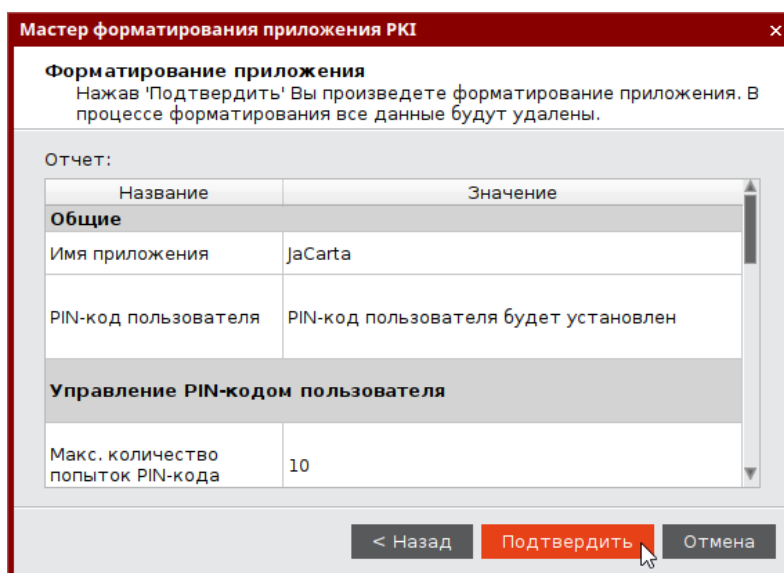 Мастер форматирования приложения PKI
Форматирование приложения
Нажав 'Подтвердить' Вы произведете форматирование приложения. В
процессе форматирования все данные будут удалены.
Отчет:
Название Значение
Общие
Имя приложения JaCarta
PIN-код пользователя PIN-код пользователя будет установлен
Управление PIN-кодом пользователя
Макс. количество
попыток PIN-кода 10
< Назад Подтвердить Отмена